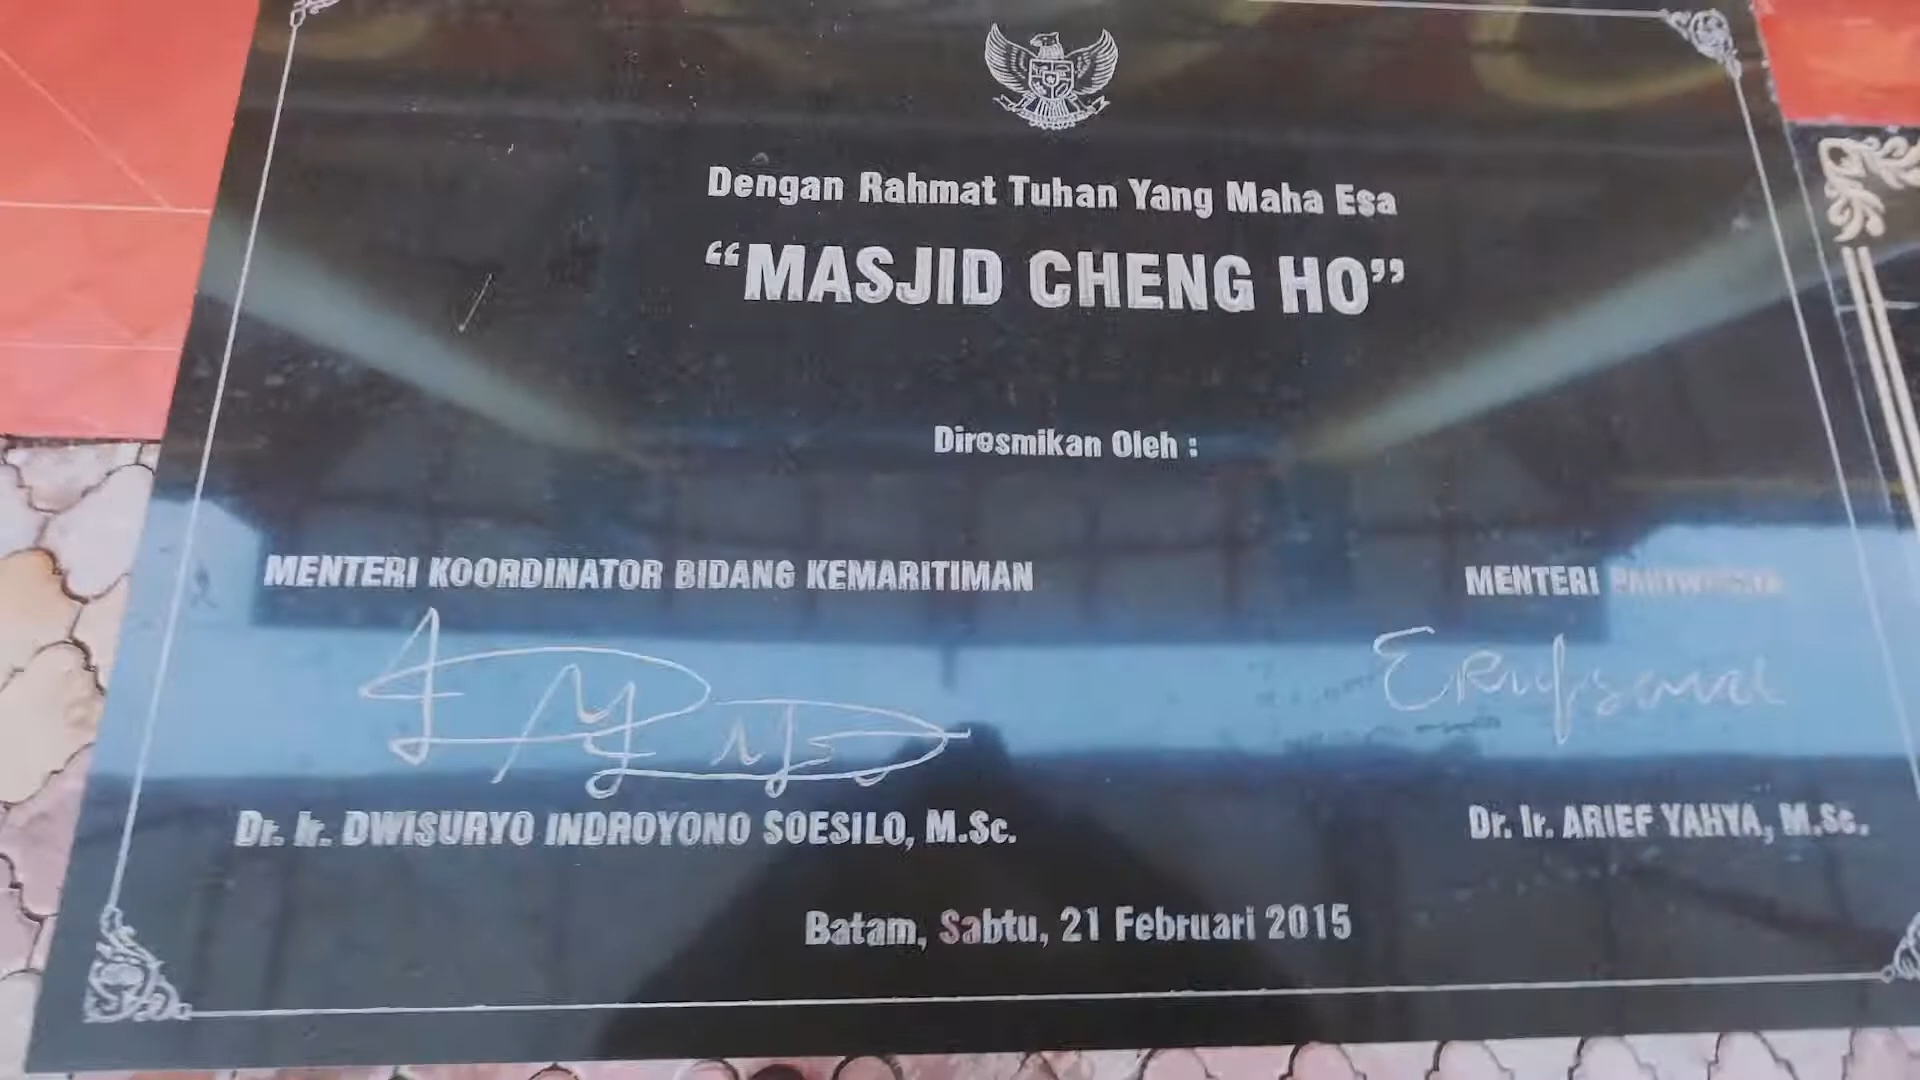 Dengan Rahmat Tuhan Yang Maha Esa
“MASJID CHENG HO”
Diresmikan Oleh :
MENTERI KOORDINATOR BIDANG KEMARITIMAN
MENTERI PARIWISATA
Dr. Ir. DWISURYO INDROYONO SOESILO, M.Sc.
Dr. Ir. ARIEF YAHYA, M.Sc.
Batam, Sabtu, 21 Februari 2015